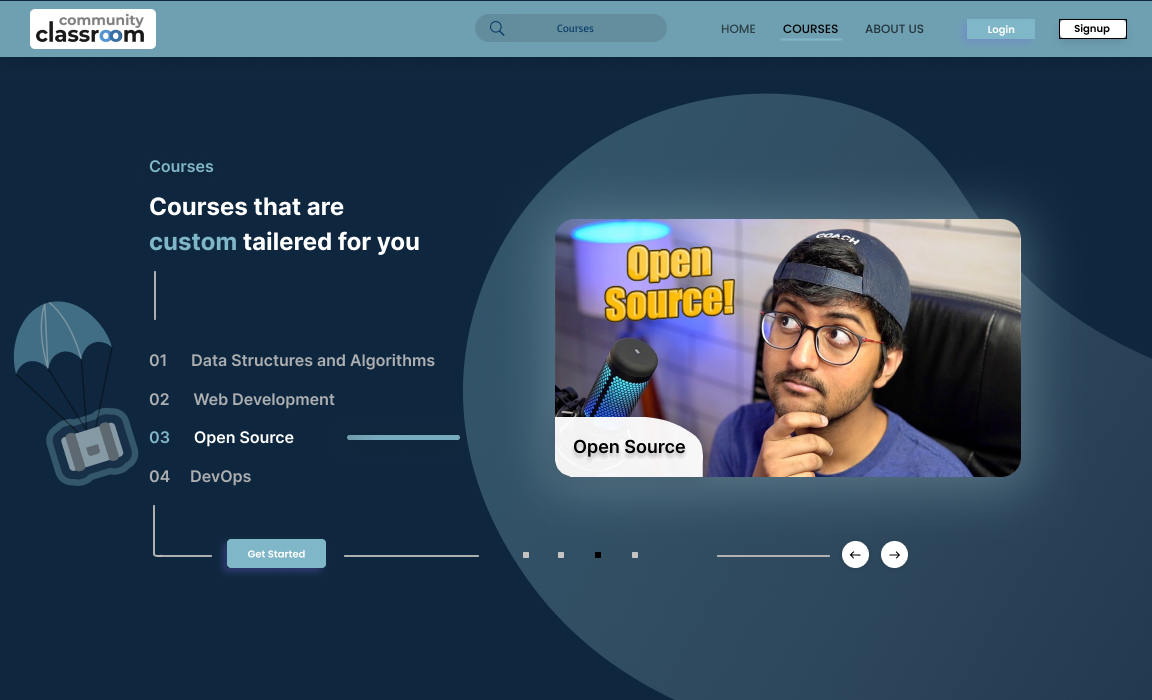 community
classroom
Courses
HOME
COURSES
ABOUT US
Login
Signup
Courses
Courses that are
custom tailered for you
01 Data Structures and Algorithms
02 Web Development
03 Open Source
04 DevOps
Get Started
Open
Source!
COACH
Open Source